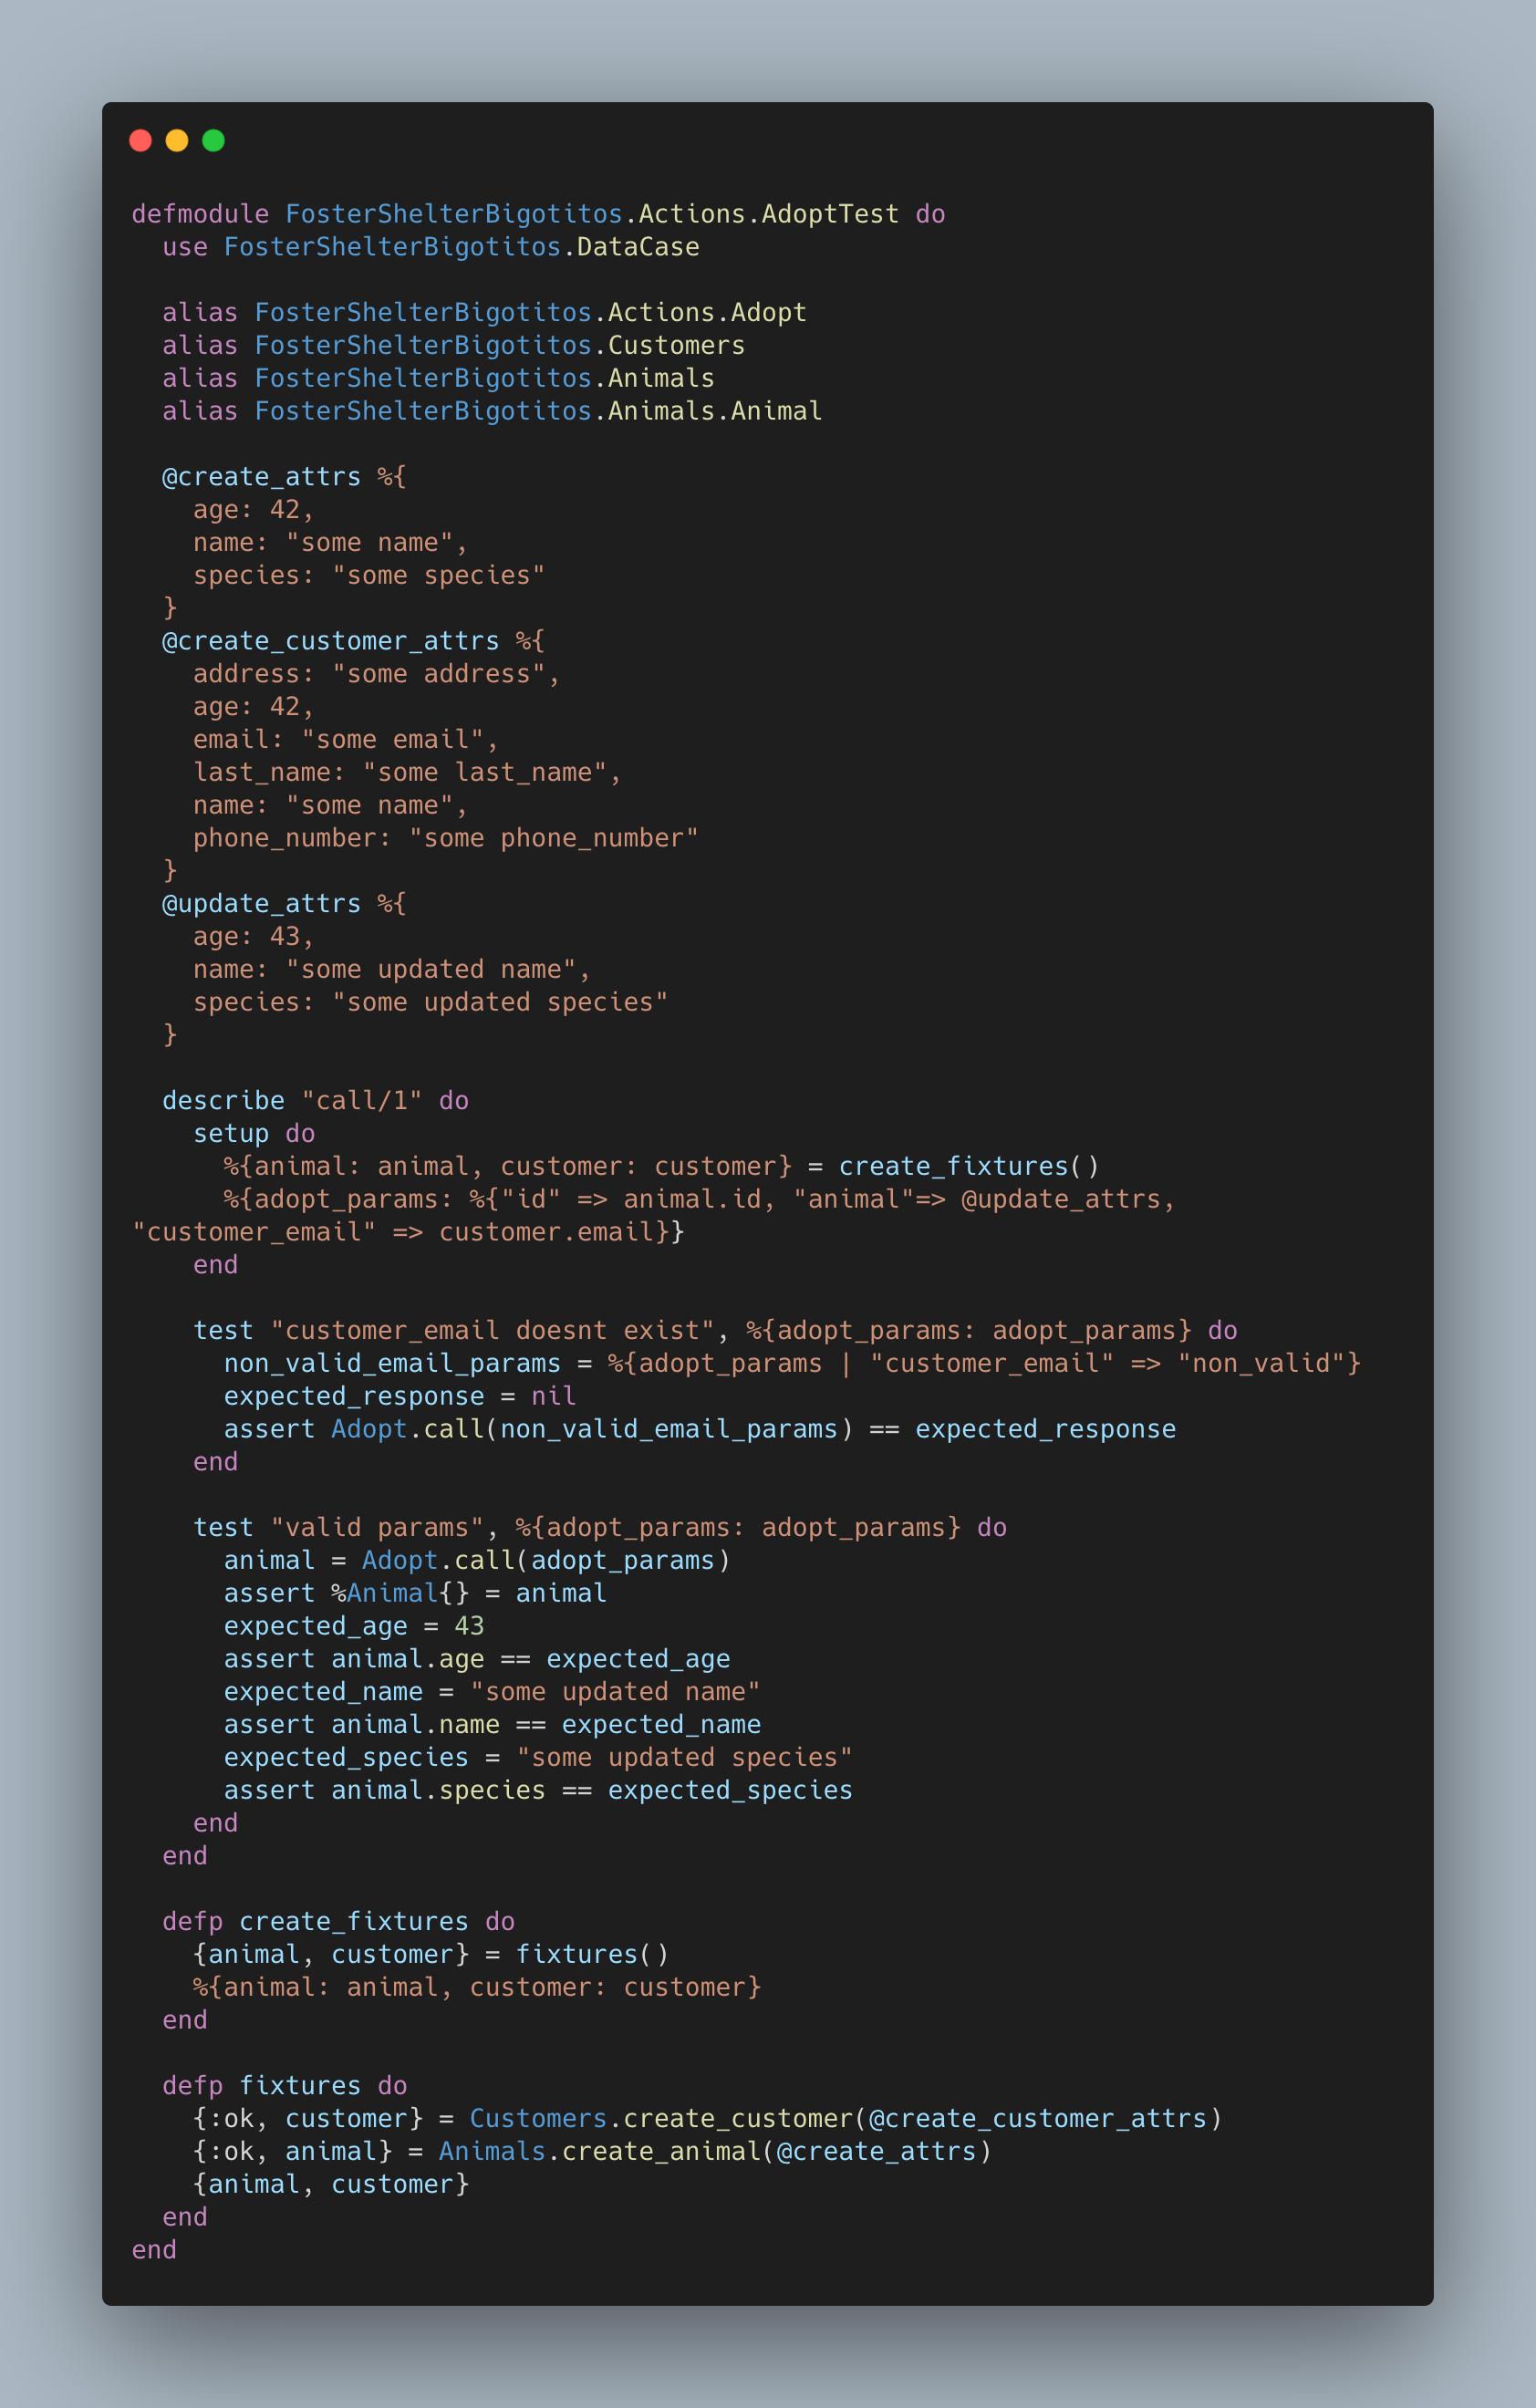 defmodule FosterShelterBigotitos.Actions.AdoptTest do
  use FosterShelterBigotitos.DataCase

  alias FosterShelterBigotitos.Actions.Adopt
  alias FosterShelterBigotitos.Customers
  alias FosterShelterBigotitos.Animals
  alias FosterShelterBigotitos.Animals.Animal

  @create_attrs %{
    age: 42,
    name: "some name",
    species: "some species"
  }
  @create_customer_attrs %{
    address: "some address",
    age: 42,
    email: "some email",
    last_name: "some last_name",
    name: "some name",
    phone_number: "some phone_number"
  }
  @update_attrs %{
    age: 43,
    name: "some updated name",
    species: "some updated species"
  }

  describe "call/1" do
    setup do
      %{animal: animal, customer: customer} = create_fixtures()
      %{adopt_params: %{"id" => animal.id, "animal"=> @update_attrs,
"customer_email" => customer.email}}
    end

    test "customer_email doesnt exist", %{adopt_params: adopt_params} do
      non_valid_email_params = %{adopt_params | "customer_email" => "non_valid"}
      expected_response = nil
      assert Adopt.call(non_valid_email_params) == expected_response
    end

    test "valid params", %{adopt_params: adopt_params} do
      animal = Adopt.call(adopt_params)
      assert %Animal{} = animal
      expected_age = 43
      assert animal.age == expected_age
      expected_name = "some updated name"
      assert animal.name == expected_name
      expected_species = "some updated species"
      assert animal.species == expected_species
    end
  end

  defp create_fixtures do
    {animal, customer} = fixtures()
    %{animal: animal, customer: customer}
  end

  defp fixtures do
    {:ok, customer} = Customers.create_customer(@create_customer_attrs)
    {:ok, animal} = Animals.create_animal(@create_attrs)
    {animal, customer}
  end
end